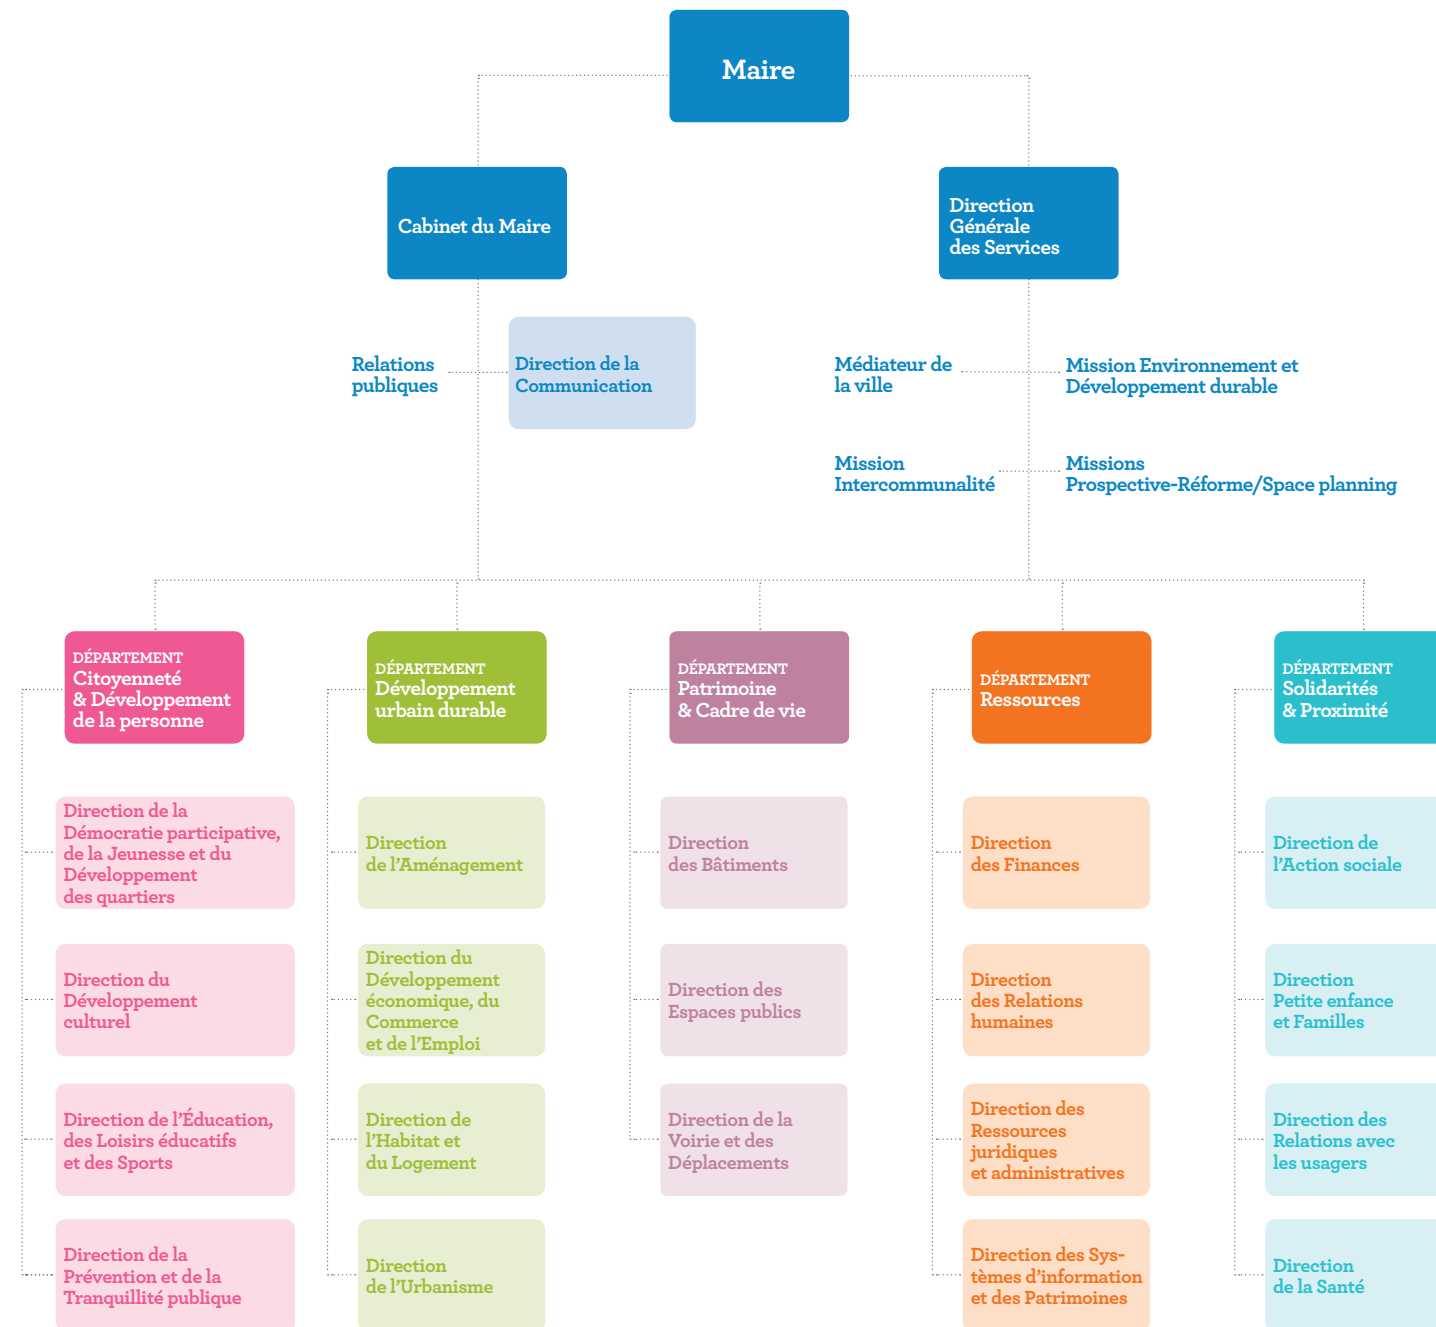 Maire
Cabinet du Maire
Direction
Générale
des Services
Relations
publiques
Direction de la
Communication
Médiateur de
la ville
Mission Environnement et
Développement durable
Mission
Intercommunalité
Missions
Prospective-Réforme/Space planning
DÉPARTEMENT
Citoyenneté
& Développement
de la personne
DÉPARTEMENT
Développement
urbain durable
DÉPARTEMENT
Patrimoine
& Cadre de vie
DÉPARTEMENT
Ressources
DÉPARTEMENT
Solidarités
& Proximité
Direction de la
Démocratie participative,
de la Jeunesse et du
Développement
des quartiers
Direction
de l’Aménagement
Direction
des Bâtiments
Direction
des Finances
Direction de
l’Action sociale
Direction du
Développement
culturel
Direction du
Développement
économique, du
Commerce
et de l’Emploi
Direction des
Espaces publics
Direction
des Relations
humaines
Direction
Petite enfance
et Familles
Direction de l’Éducation,
des Loisirs éducatifs
et des Sports
Direction de
l’Habitat et
du Logement
Direction de la
Voirie et des
Déplacements
Direction des
Ressources
juridiques
et administratives
Direction des
Relations avec
les usagers
Direction de la
Prévention et de la
Tranquillité publique
Direction
de l’Urbanisme
Direction des Sys-
tèmes d’information
et des Patrimoines
Direction
de la Santé